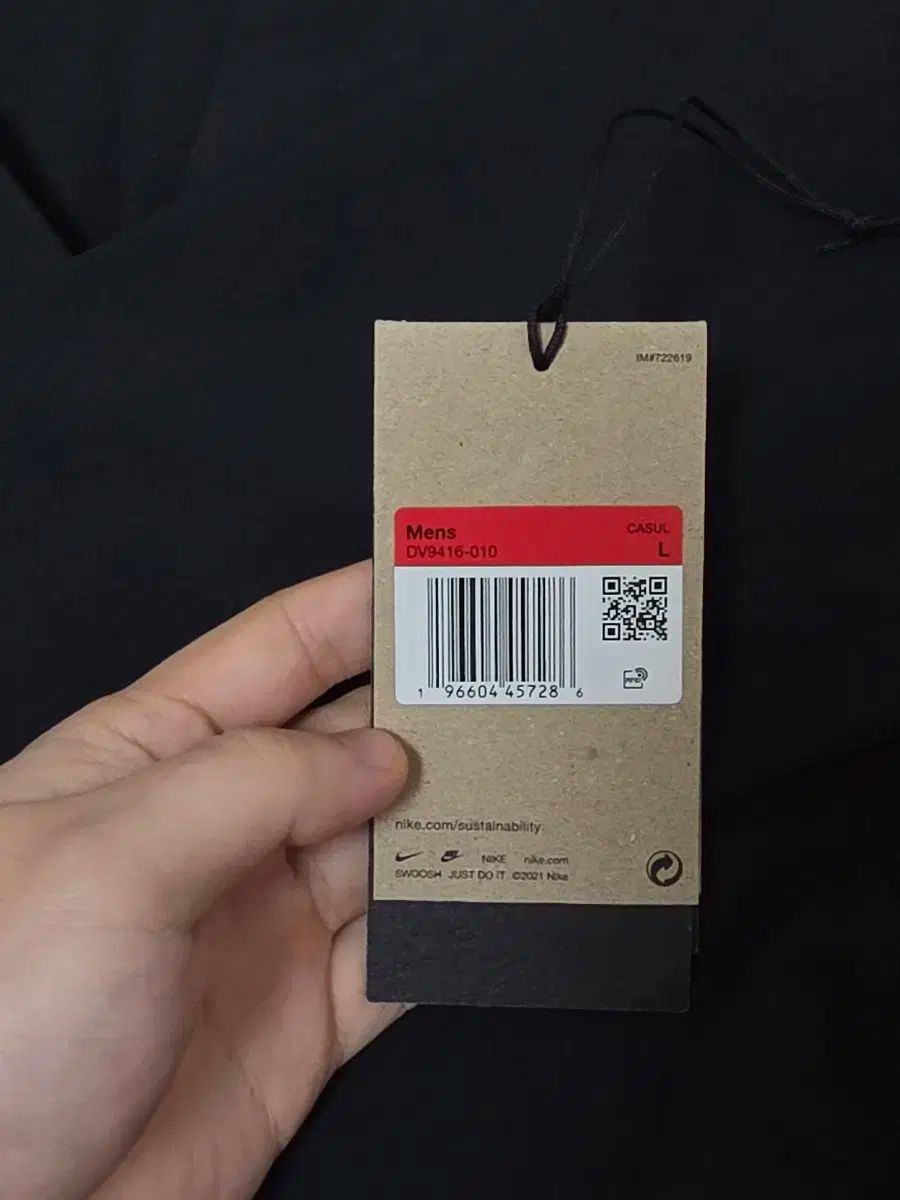 IM#722619
Mens
CASUL
DV9416-010
L
1 96604 45728 6
RFID
nike.com/sustainability
NIKE nike.com
SWOOSH JUST DO IT ©2021 Nike